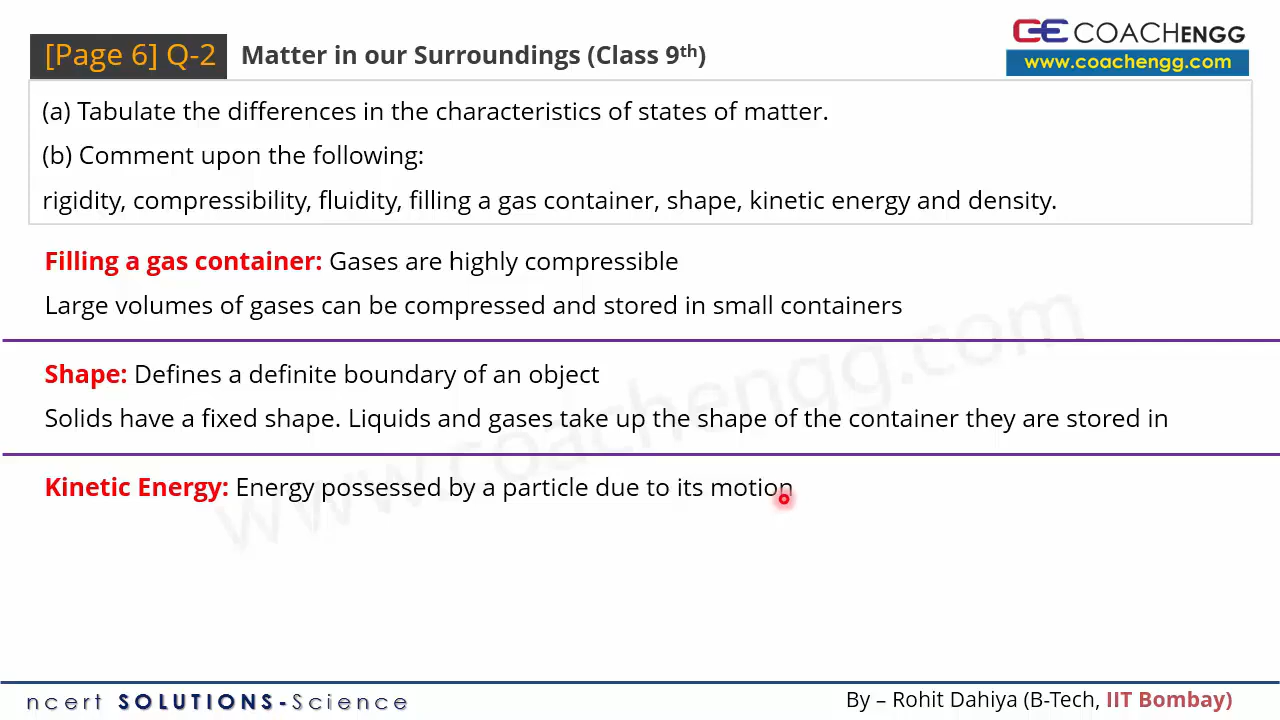 [Page 6] Q-2 Matter in our Surroundings (Class 9th)
GE COACHENGG
www.coachengg.com
(a) Tabulate the differences in the characteristics of states of matter.
(b) Comment upon the following:
rigidity, compressibility, fluidity, filling a gas container, shape, kinetic energy and density.
Filling a gas container: Gases are highly compressible
Large volumes of gases can be compressed and stored in small containers
Shape: Defines a definite boundary of an object
Solids have a fixed shape. Liquids and gases take up the shape of the container they are stored in
Kinetic Energy: Energy possessed by a particle due to its motion
www.coachengg.com
ncert SOLUTIONS-Science
By – Rohit Dahiya (B-Tech, IIT Bombay)